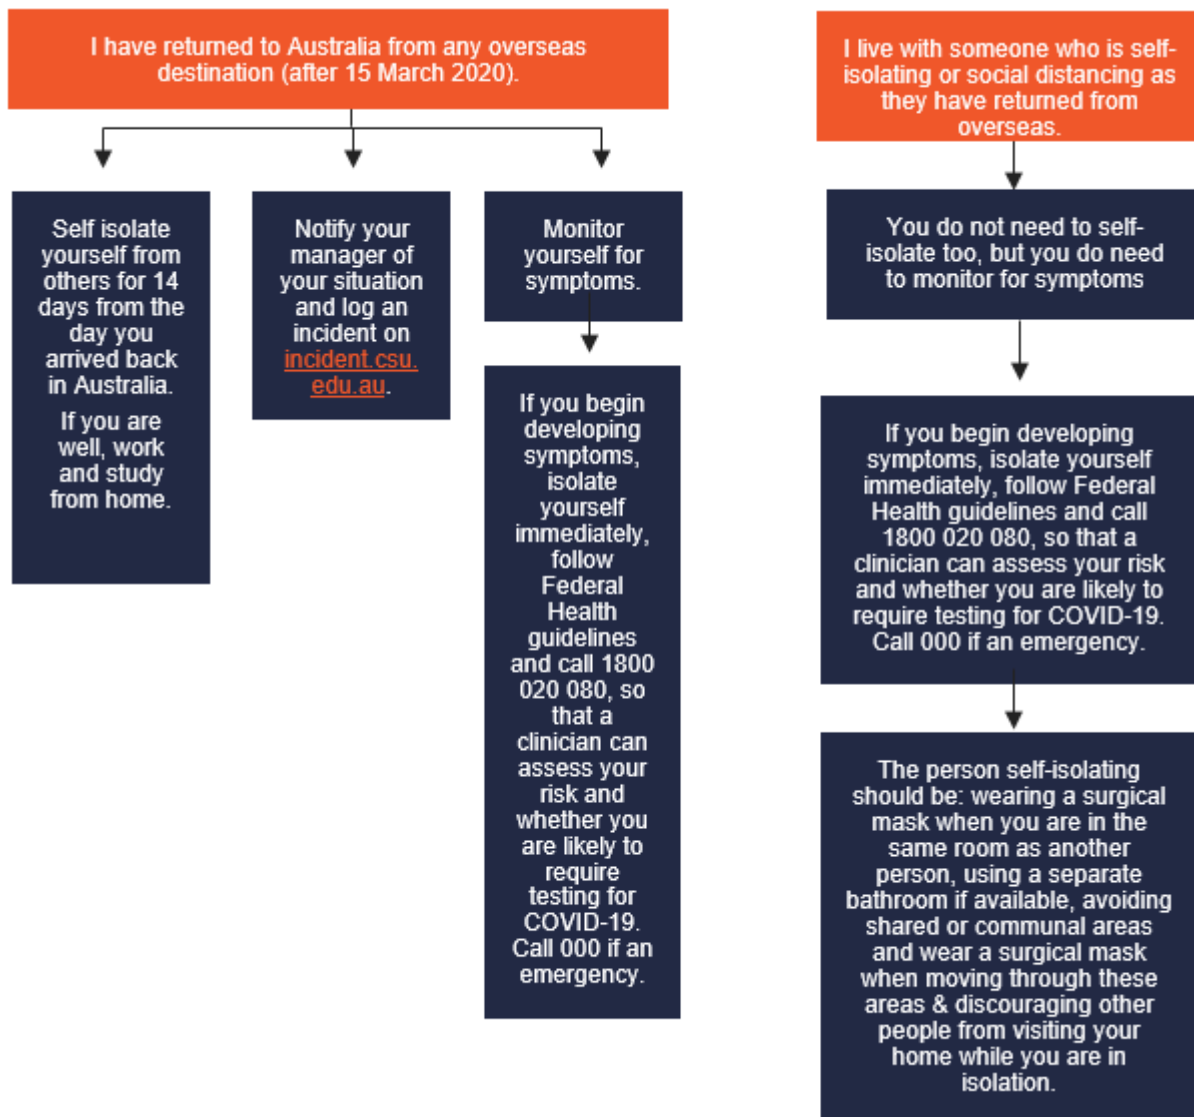 I have returned to Australia from any overseas
destination (after 15 March 2020).
Self isolate
yourself from
others for 14
days from the
day you
arrived back
in Australia.
If you are
well, work
and study
from home.
Notify your
manager of
your situation
and log an
incident on
incident.csu.
edu.au.
Monitor
yourself for
symptoms.
If you begin
developing
symptoms,
isolate
yourself
immediately,
follow
Federal
Health
guidelines
and call 1800
020 080, so
that a
clinician can
assess your
risk and
whether you
are likely to
require
testing for
COVID-19.
Call 000 if an
emergency.
I live with someone who is self-
isolating or social distancing as
they have returned from
overseas.
You do not need to self-
isolate too, but you do need
to monitor for symptoms
If you begin developing
symptoms, isolate yourself
immediately, follow Federal
Health guidelines and call
1800 020 080, so that a
clinician can assess your risk
and whether you are likely to
require testing for COVID-19.
Call 000 if an emergency.
The person self-isolating
should be: wearing a surgical
mask when you are in the
same room as another
person, using a separate
bathroom if available, avoiding
shared or communal areas
and wear a surgical mask
when moving through these
areas & discouraging other
people from visiting your
home while you are in
isolation.